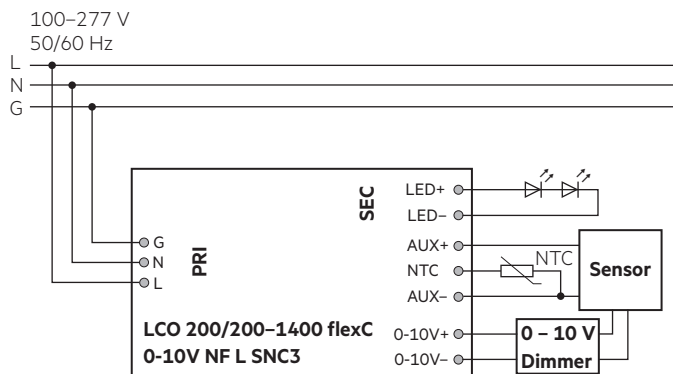 100–277 V
50/60 Hz
L
N
G
LED+
SEC
LED–
AUX+
G
PRI
N
NTC
NTC
Sensor
L
AUX–
LCO 200/200–1400 flexC
0-10V+
0 – 10 V
0-10V NF L SNC3
0-10V–
Dimmer